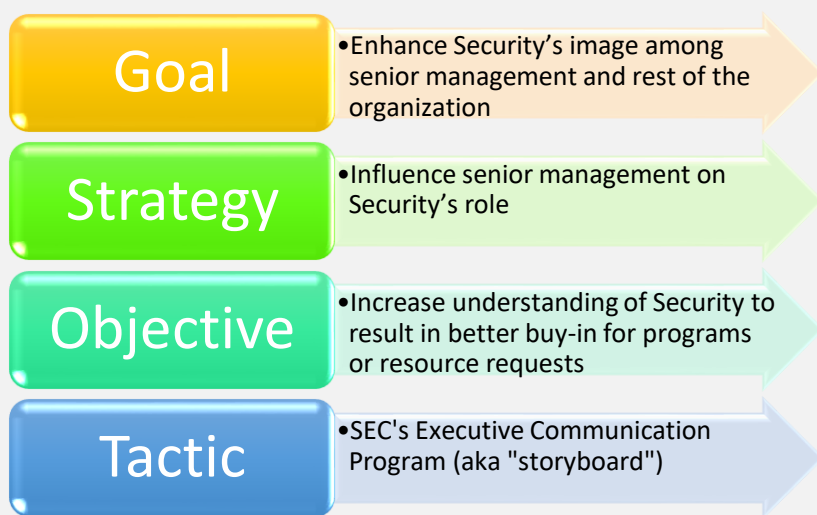 Goal
•Enhance Security’s image among
senior management and rest of the
organization
Strategy
•Influence senior management on
Security’s role
Objective
•Increase understanding of Security to
result in better buy-in for programs
or resource requests
Tactic
•SEC's Executive Communication
Program (aka "storyboard")